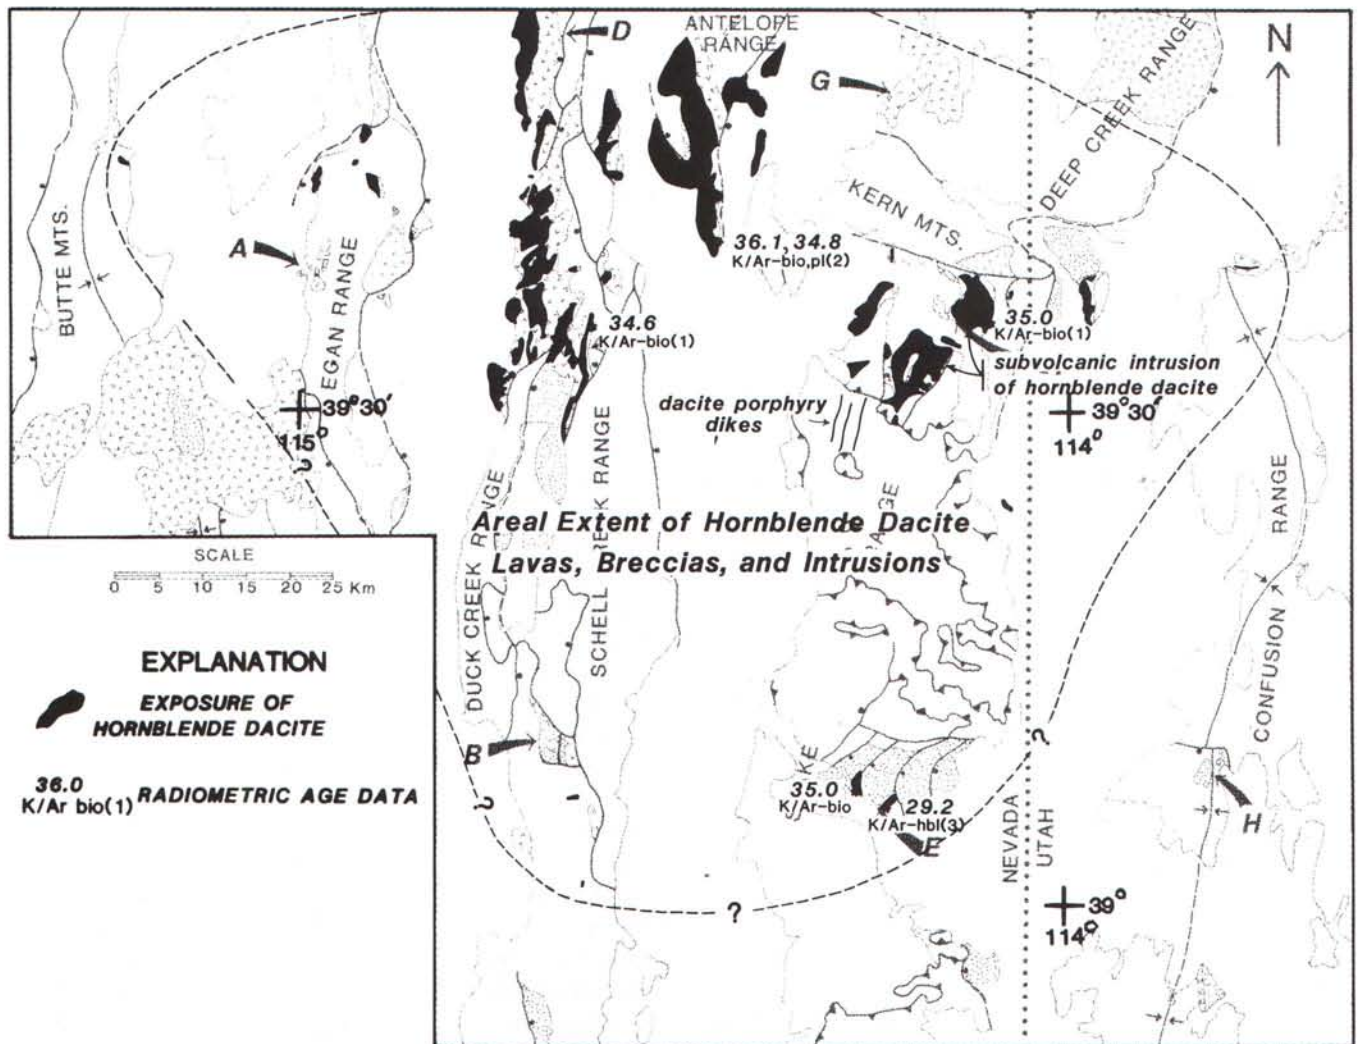 ANTELOPE
RANGE
D
N
G
DEEP CREEK RANGE
KERN MTS.
BUTTE MTS.
A
EGAN RANGE
36.1, 34.8
K/Ar-bio,pl(2)
34.6
K/Ar-bio(1)
35.0
K/Ar-bio(1)
subvolcanic intrusion
of hornblende dacite
dacite porphyry
dikes
39°30'
115°
?
39°30'
114°
Areal Extent of Hornblende Dacite
Lavas, Breccias, and Intrusions
SCALE
0 5 10 15 20 25 Km
DUCK CREEK RANGE
SCHELL REEK RANGE
CONFUSION RANGE
EXPLANATION
EXPOSURE OF
HORNBLENDE DACITE
36.0
K/Ar bio(1) RADIOMETRIC AGE DATA
B
?
KE
35.0
K/Ar-bio
29.2
K/Ar-hbl(3)
E
?
H
NEVADA
UTAH
?
39°
114°